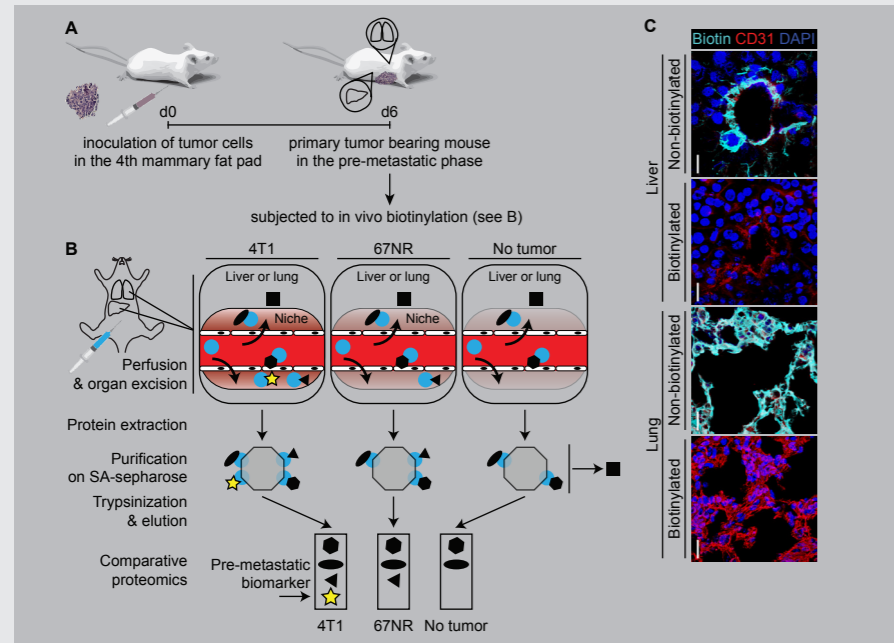 A
d0
d6
inoculation of tumor cells
in the 4th mammary fat pad
primary tumor bearing mouse
in the pre-metastatic phase
subjected to in vivo biotinylation (see B)
B
4T1
67NR
No tumor
Liver or lung
Liver or lung
Liver or lung
Niche
Niche
Perfusion
& organ excision
Protein extraction
Purification
on SA-sepharose
Trypsinization
& elution
Comparative
proteomics
Pre-metastatic
biomarker
4T1
67NR
No tumor
C
Biotin CD31 DAPI
Liver
Non-biotinylated
Biotinylated
Lung
Non-biotinylated
Biotinylated